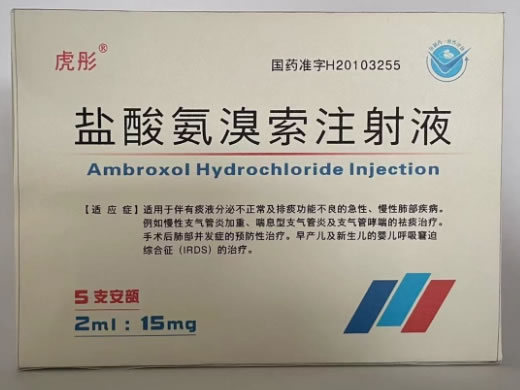 虎彤®
国药准字H20103255
盐酸氨溴索注射液
Ambroxol Hydrochloride Injection
【适应症】适用于伴有痰液分泌不正常及排痰功能不良的急性、慢性肺部疾病。
例如慢性支气管炎加重、喘息型支气管炎及支气管哮喘的祛痰治疗。
手术后肺部并发症的预防性治疗。早产儿及新生儿的婴儿呼吸窘迫
综合征（IRDS）的治疗。
5支安瓿
2ml：15mg